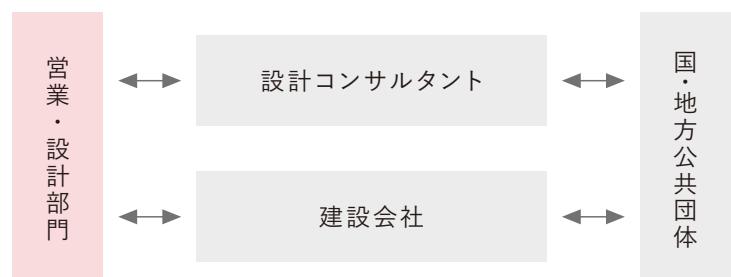 営業・設計部門
設計コンサルタント
建設会社
国・地方公共団体